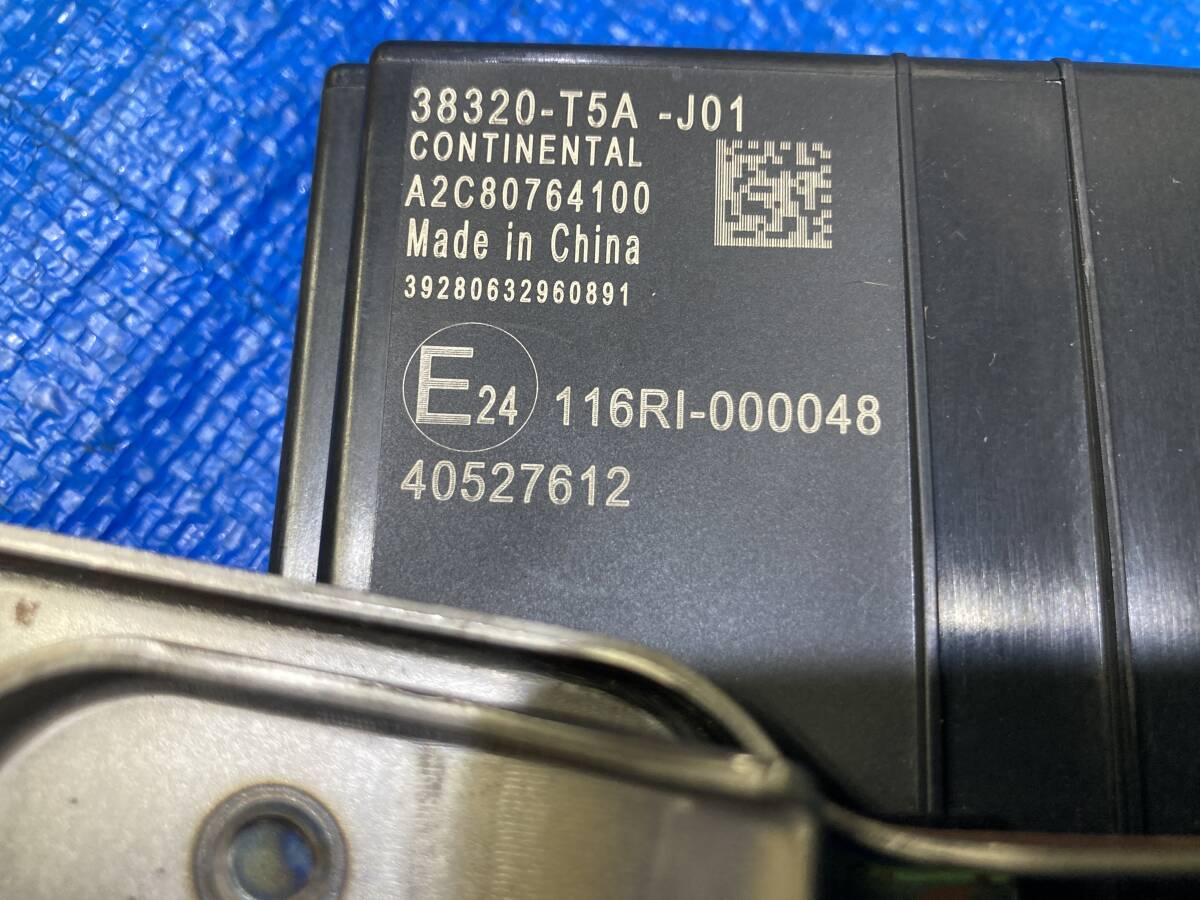 38320-T5A -J01
CONTINENTAL
A2C80764100
Made in China
39280632960891
E24 116RI-000048
40527612